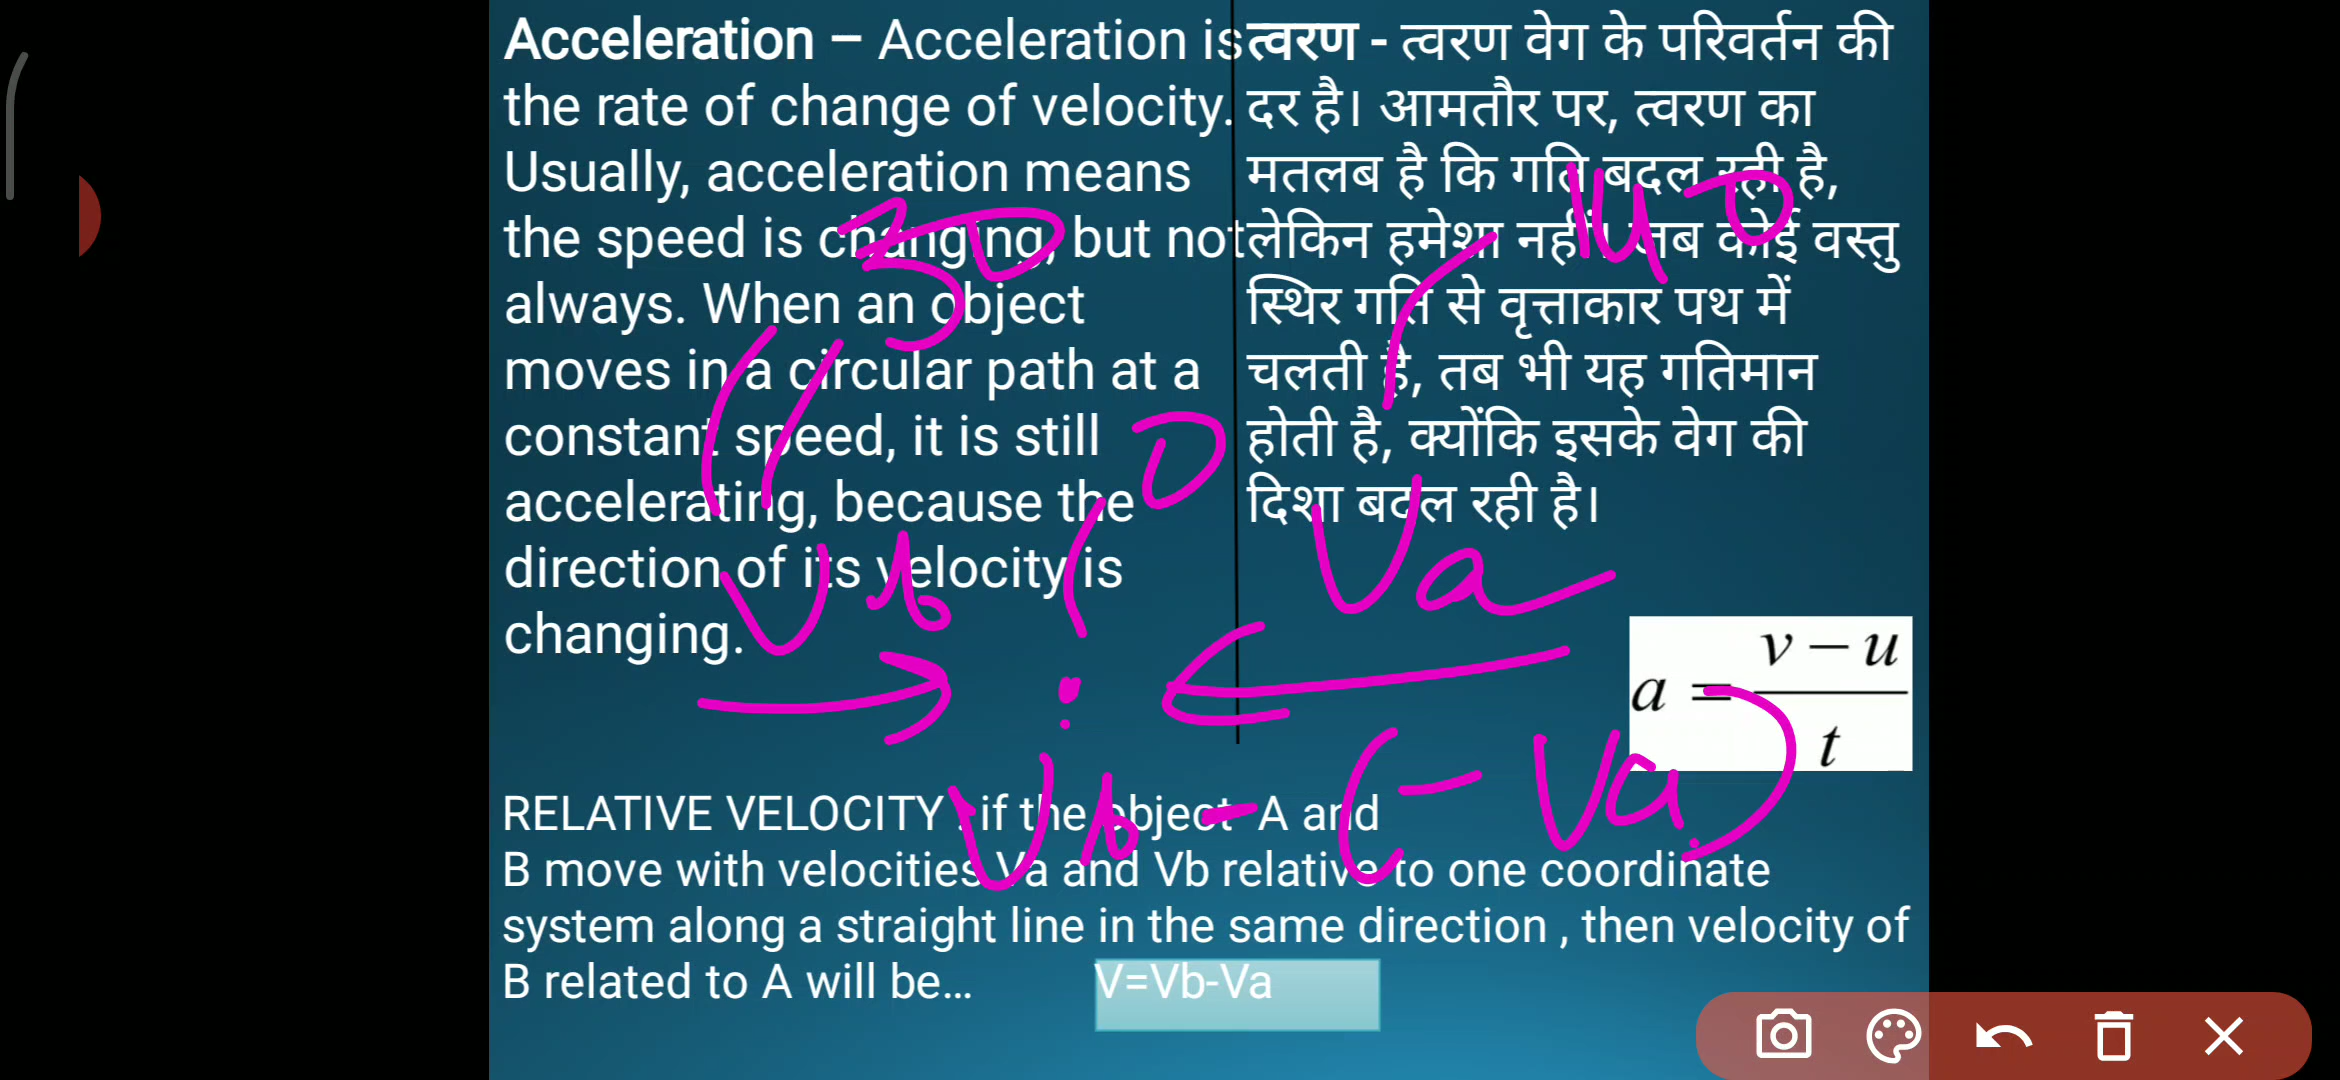 Acceleration – Acceleration is
the rate of change of velocity.
Usually, acceleration means
the speed is changing, but not
always. When an object
moves in a circular path at a
constant speed, it is still
accelerating, because the
direction of its velocity is
changing.
त्वरण - त्वरण वेग के परिवर्तन की
दर है। आमतौर पर, त्वरण का
मतलब है कि गति बदल रही है,
लेकिन हमेशा नहीं। जब कोई वस्तु
स्थिर गति से वृत्ताकार पथ में
चलती है, तब भी यह गतिमान
होती है, क्योंकि इसके वेग की
दिशा बदल रही है।
30
40
0
Vb
Va
a = v – u / t
Vb - (- Va)
RELATIVE VELOCITY : if the object A and
B move with velocities Va and Vb relative to one coordinate
system along a straight line in the same direction , then velocity of
B related to A will be...
V=Vb-Va